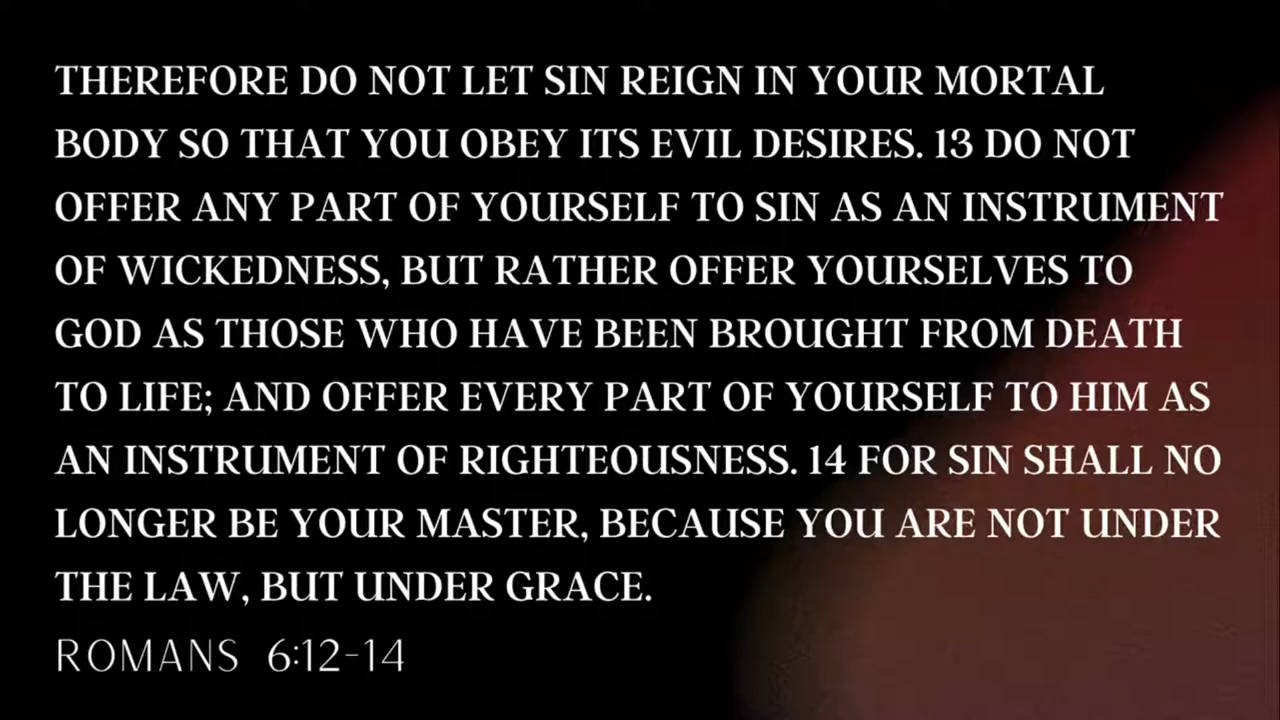 THEREFORE DO NOT LET SIN REIGN IN YOUR MORTAL
BODY SO THAT YOU OBEY ITS EVIL DESIRES. 13 DO NOT
OFFER ANY PART OF YOURSELF TO SIN AS AN INSTRUMENT
OF WICKEDNESS, BUT RATHER OFFER YOURSELVES TO
GOD AS THOSE WHO HAVE BEEN BROUGHT FROM DEATH
TO LIFE; AND OFFER EVERY PART OF YOURSELF TO HIM AS
AN INSTRUMENT OF RIGHTEOUSNESS. 14 FOR SIN SHALL NO
LONGER BE YOUR MASTER, BECAUSE YOU ARE NOT UNDER
THE LAW, BUT UNDER GRACE.
ROMANS 6:12-14